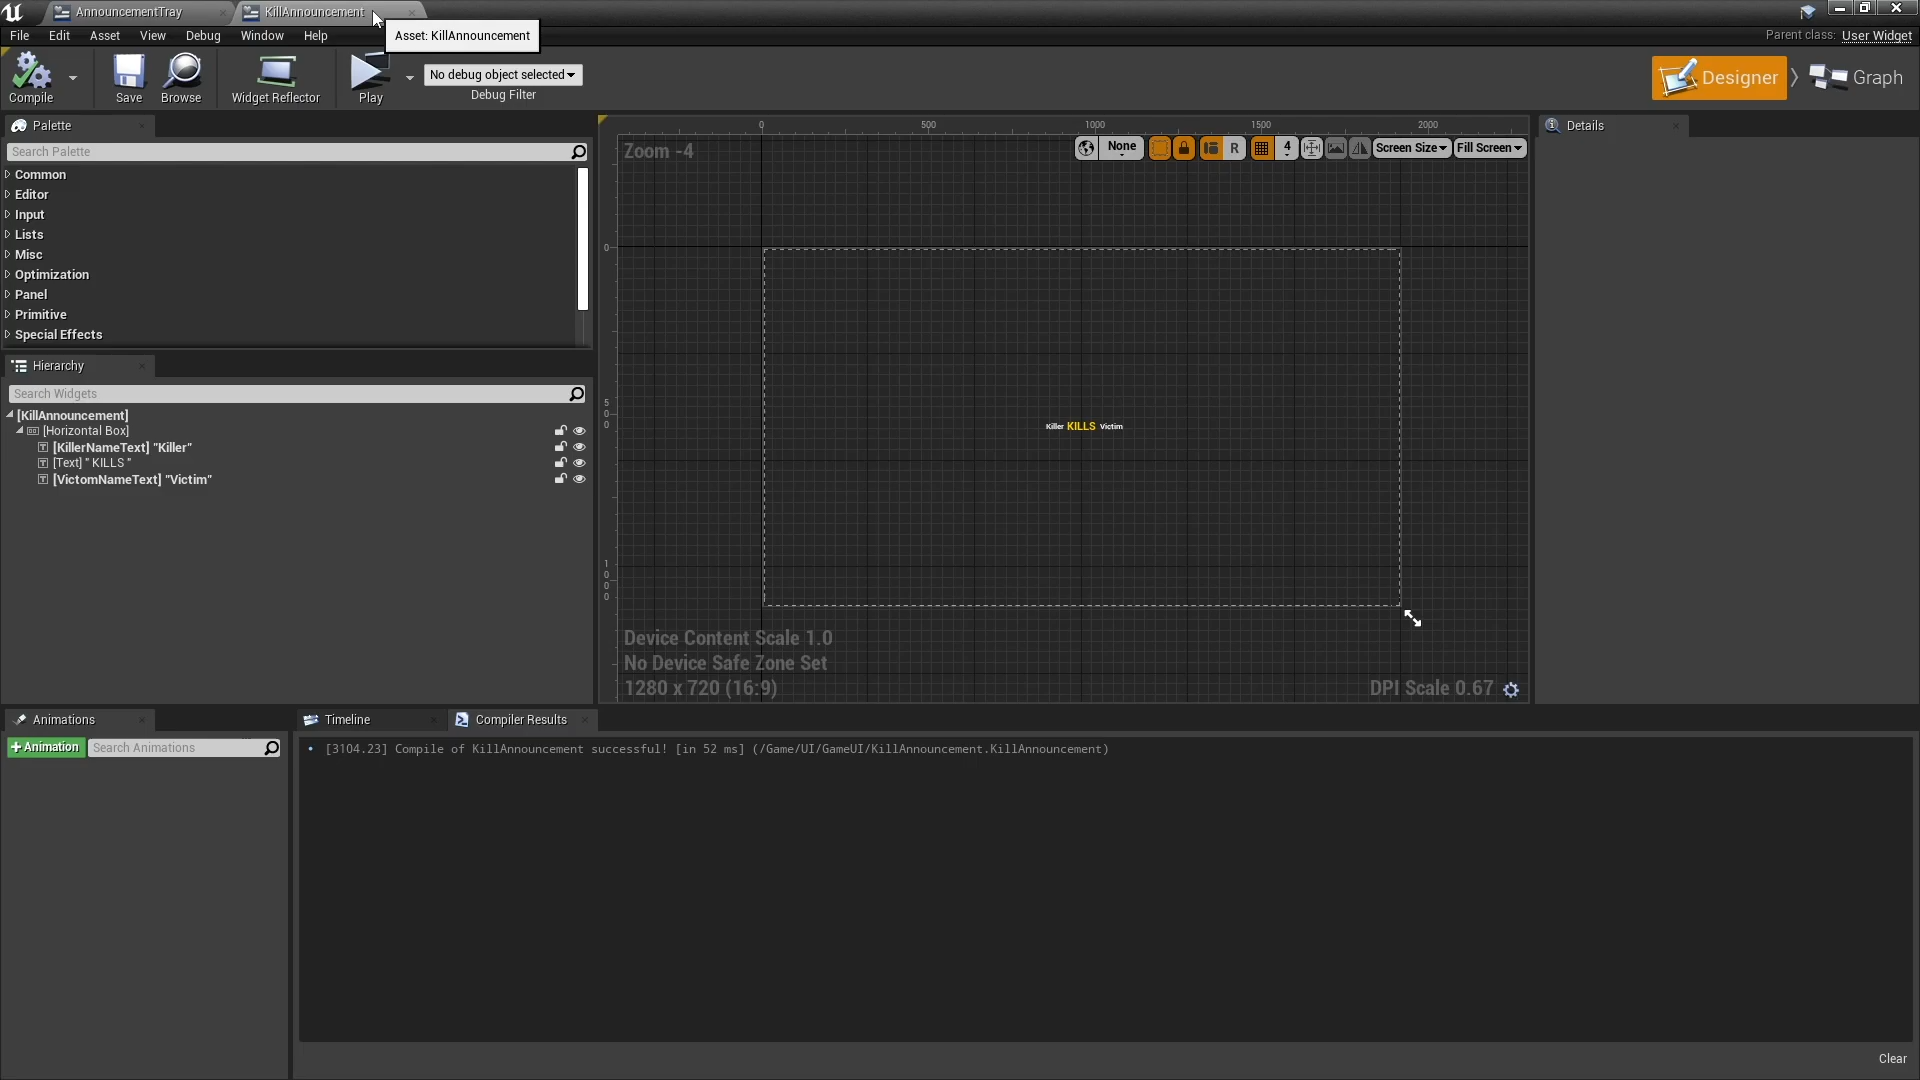 AnnouncementTray
KillAnnouncement
File Edit Asset View Debug Window Help
Asset: KillAnnouncement
Parent class: User Widget
Compile
Save
Browse
Widget Reflector
Play
No debug object selected
Debug Filter
Designer
Graph
Palette
Search Palette
Common
Editor
Input
Lists
Misc
Optimization
Panel
Primitive
Special Effects
Hierarchy
Search Widgets
[KillAnnouncement]
[Horizontal Box]
[KillerNameText] "Killer"
[Text] " KILLS "
[VictomNameText] "Victim"
0 500 1000 1500 2000
Zoom -4
None
R
4
Screen Size
Fill Screen
0
500
1000
Killer KILLS Victim
Device Content Scale 1.0
No Device Safe Zone Set
1280 x 720 (16:9)
DPI Scale 0.67
Details
Animations
+Animation
Search Animations
Timeline
Compiler Results
[3104.23] Compile of KillAnnouncement successful! [in 52 ms] (/Game/UI/GameUI/KillAnnouncement.KillAnnouncement)
Clear